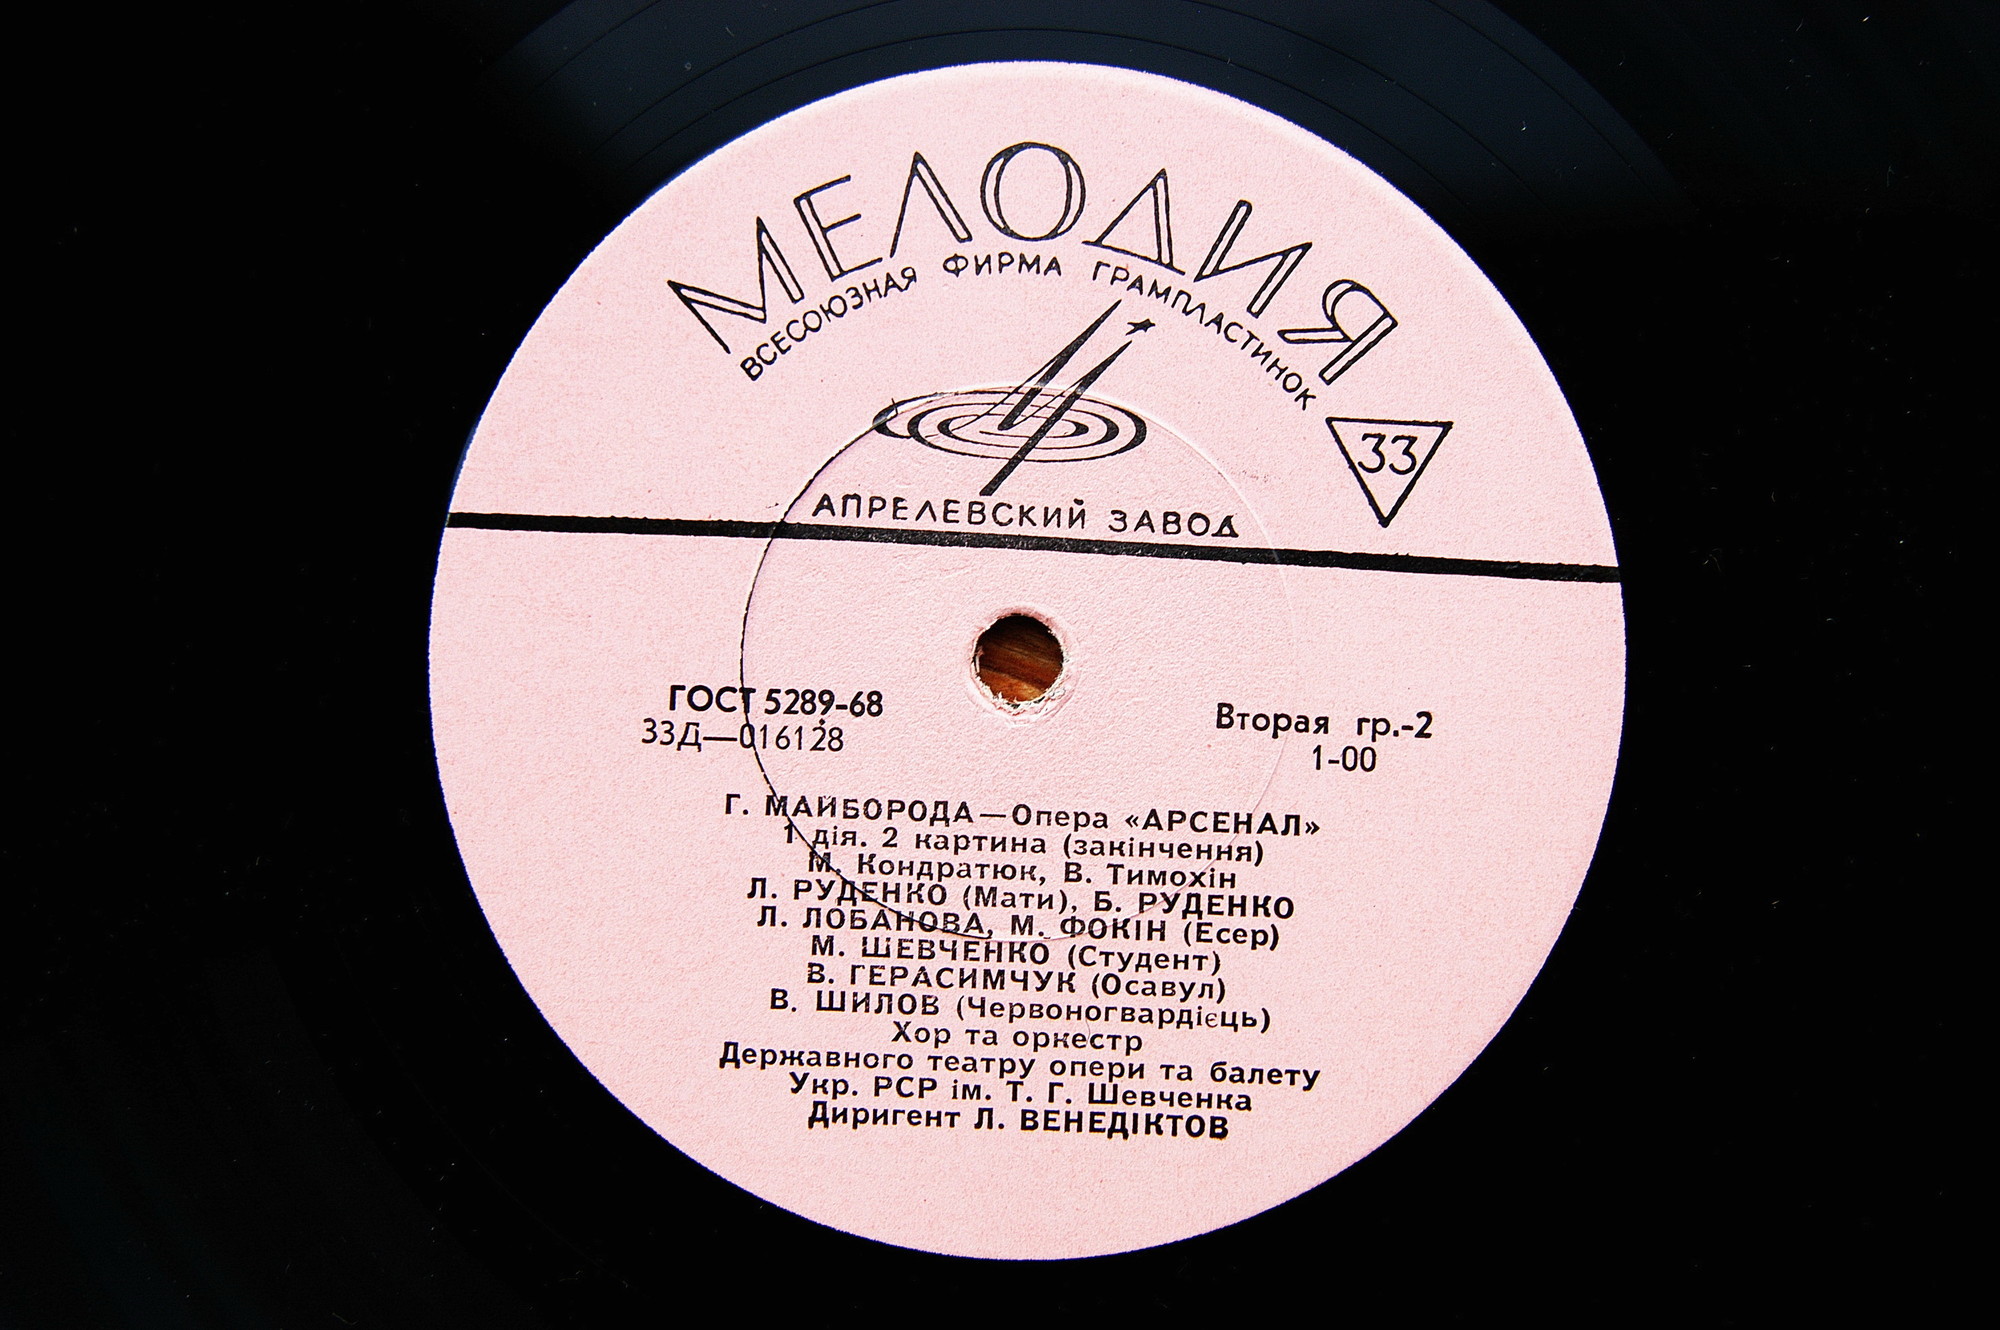 МЕЛОДИЯ
ВСЕСОЮЗНАЯ ФИРМА ГРАМПЛАСТИНОК
33
АПРЕЛЕВСКИЙ ЗАВОД
ГОСТ 5289-68
33Д—016128
Вторая гр.-2
1-00
Г. МАЙБОРОДА—Опера «АРСЕНАЛ»
1 дія. 2 картина (закінчення)
М. Кондратюк, В. Тимохін
Л. РУДЕНКО (Мати), Б. РУДЕНКО
Л. ЛОБАНОВА, М. ФОКІН (Есер)
М. ШЕВЧЕНКО (Студент)
В. ГЕРАСИМЧУК (Осавул)
В. ШИЛОВ (Червоногвардієць)
Хор та оркестр
Державного театру опери та балету
Укр. РСР ім. Т. Г. Шевченка
Диригент Л. ВЕНЕДІКТОВ